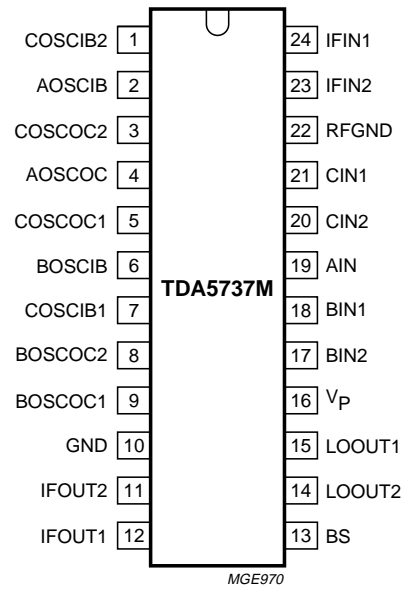 COSCIB2 1 24 IFIN1
AOSCIB 2 23 IFIN2
COSCOC2 3 22 RFGND
AOSCOC 4 21 CIN1
COSCOC1 5 20 CIN2
BOSCIB 6 19 AIN
TDA5737M
COSCIB1 7 18 BIN1
BOSCOC2 8 17 BIN2
BOSCOC1 9 16 VP
GND 10 15 LOOUT1
IFOUT2 11 14 LOOUT2
IFOUT1 12 13 BS
MGE970